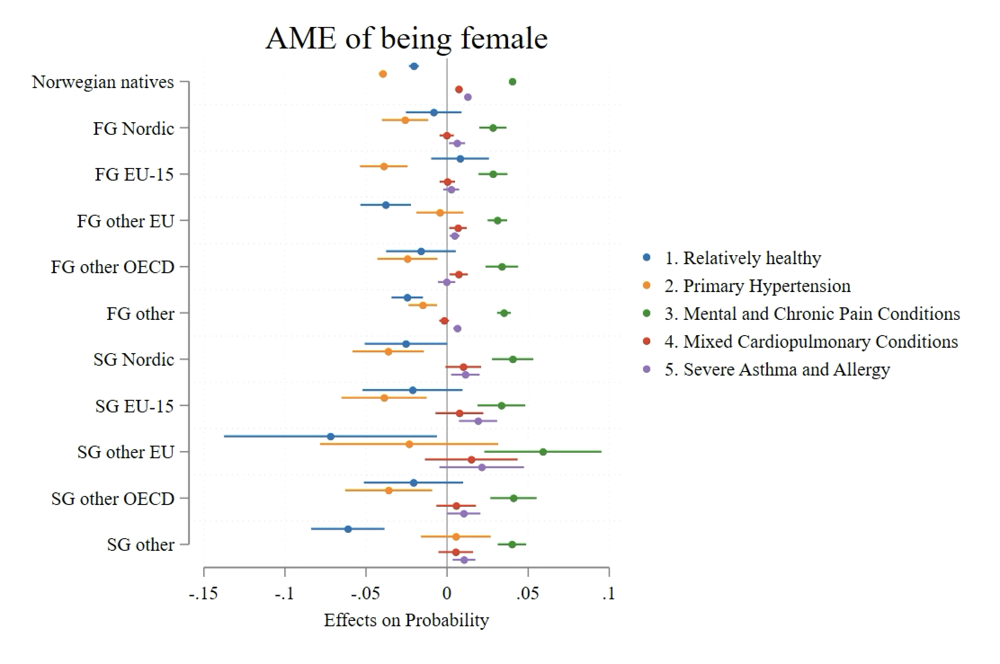 AME of being female
Norwegian natives
FG Nordic
FG EU-15
FG other EU
FG other OECD
FG other
SG Nordic
SG EU-15
SG other EU
SG other OECD
SG other
-.15 -.1 -.05 0 .05 .1
Effects on Probability
1. Relatively healthy
2. Primary Hypertension
3. Mental and Chronic Pain Conditions
4. Mixed Cardiopulmonary Conditions
5. Severe Asthma and Allergy